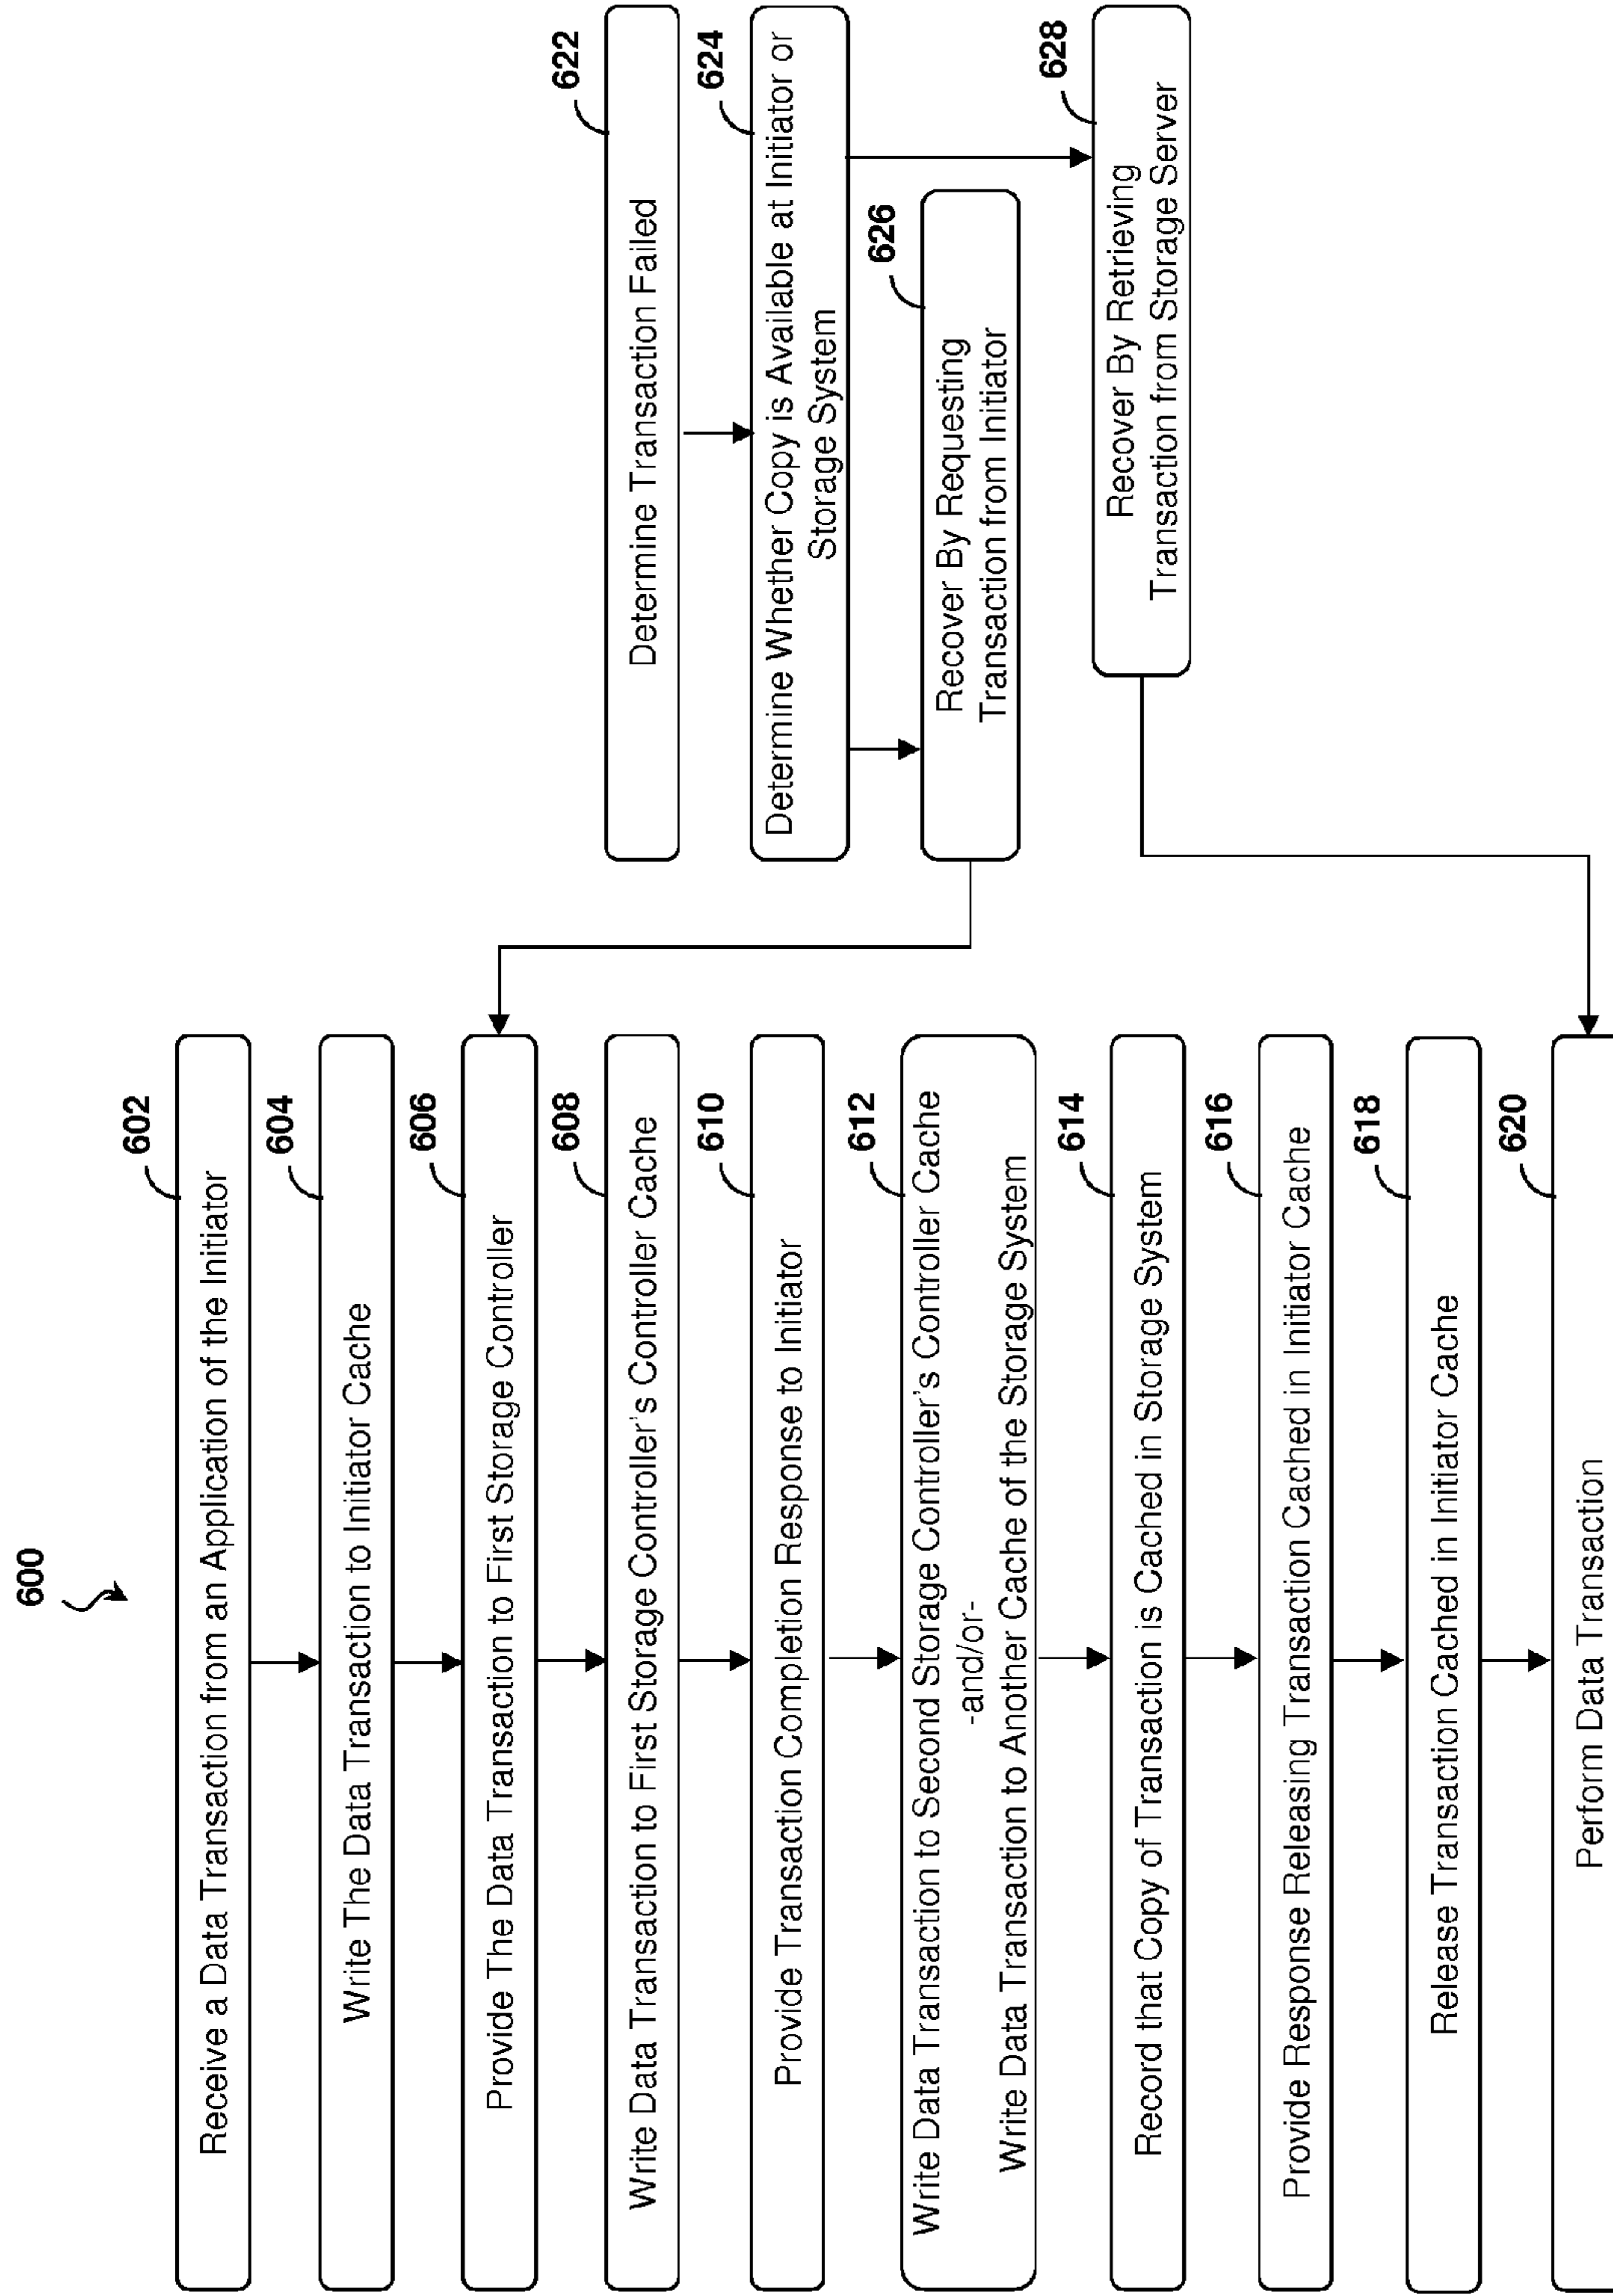 600
602
Receive a Data Transaction from an Application of the Initiator
604
Write The Data Transaction to Initiator Cache
606
Provide The Data Transaction to First Storage Controller
608
Write Data Transaction to First Storage Controller's Controller Cache
610
Provide Transaction Completion Response to Initiator
612
Write Data Transaction to Second Storage Controller's Controller Cache
-and/or-
Write Data Transaction to Another Cache of the Storage System
614
Record that Copy of Transaction is Cached in Storage System
616
Provide Response Releasing Transaction Cached in Initiator Cache
618
Release Transaction Cached in Initiator Cache
620
Perform Data Transaction
622
Determine Transaction Failed
624
Determine Whether Copy is Available at Initiator or
Storage System
626
Recover By Requesting
Transaction from Initiator
628
Recover By Retrieving
Transaction from Storage Server